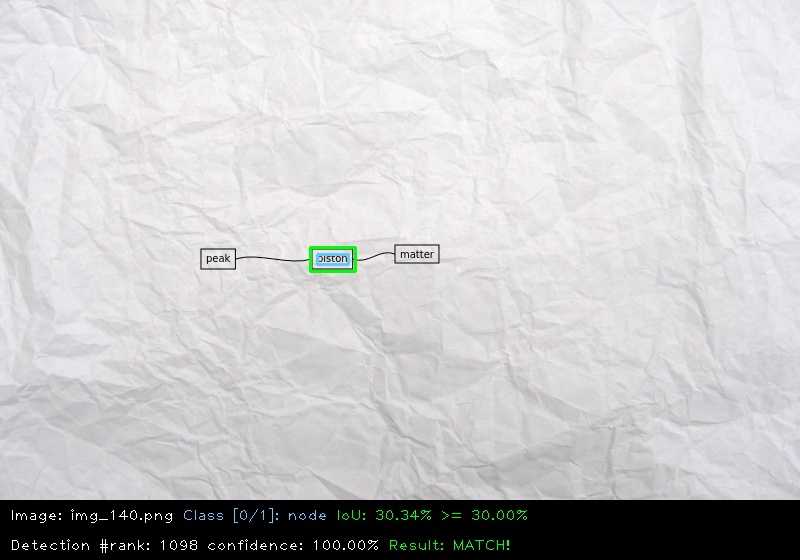 peak piston matter
Image: img_140.png Class [0/1]: node IoU: 30.34% >= 30.00%
Detection #rank: 1098 confidence: 100.00% Result: MATCH!